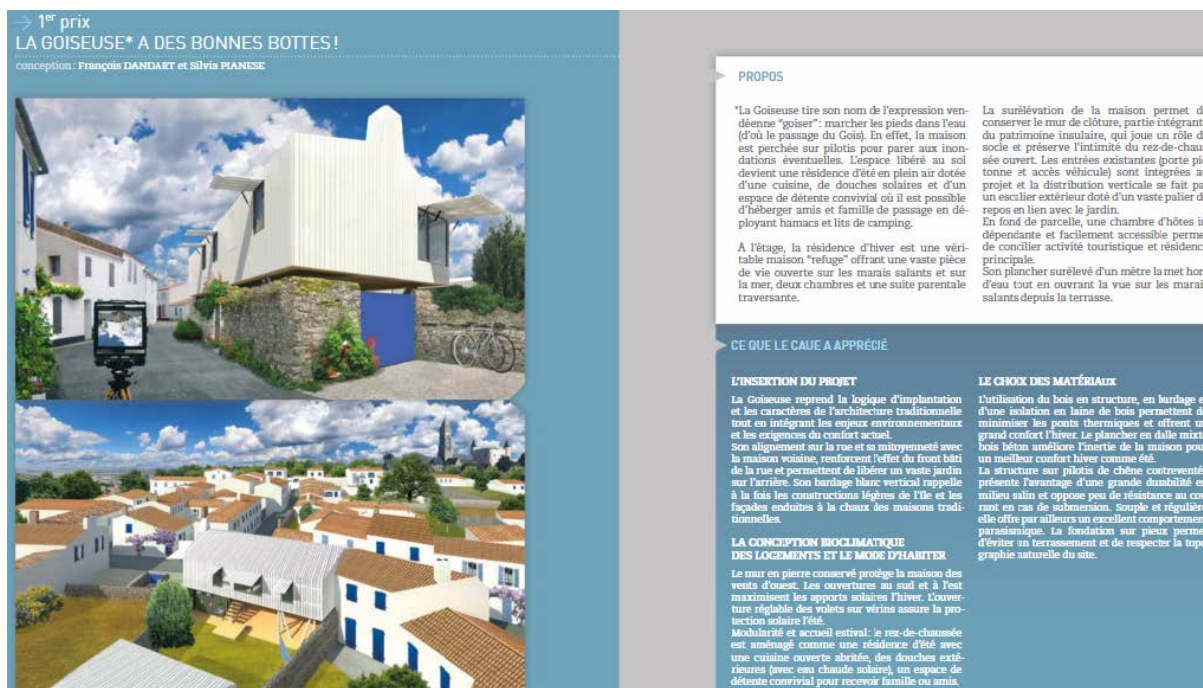 → 1er prix
LA GOISEUSE* A DES BONNES BOTTES !
conception : François DANDART et Silvia PIANESE
PROPOS
*La Goiseuse tire son nom de l'expression ven-
déenne "goiser" : marcher les pieds dans l'eau
(d'où le passage du Gois). En effet, la maison
est perchée sur pilotis pour parer aux inon-
dations éventuelles. L'espace libéré au sol
devient une résidence d'été en plein air dotée
d'une cuisine, de douches solaires et d'un
espace de détente convivial où il est possible
d'héberger amis et famille de passage en dé-
ployant hamacs et lits de camping.
À l'étage, la résidence d'hiver est une véri-
table maison "refuge" offrant une vaste pièce
de vie ouverte sur les marais salants et sur
la mer, deux chambres et une suite parentale
traversante.
La surélévation de la maison permet d
conserver le mur de clôture, partie intégrant
du patrimoine insulaire, qui joue un rôle d
socle et préserve l'intimité du rez-de-chau
sée ouvert. Les entrées existantes (porte pié
tonne et accès véhicule) sont intégrées a
projet et la distribution verticale se fait pa
un escalier extérieur doté d'un vaste palier d
repos en lien avec le jardin.
En fond de parcelle, une chambre d'hôtes in
dépendante et facilement accessible perme
de concilier activité touristique et résidenc
principale.
Son plancher surélevé d'un mètre la met hor
d'eau tout en ouvrant la vue sur les marai
salants depuis la terrasse.
CE QUE LE CAUE A APPRÉCIÉ
L'INSERTION DU PROJET
La Goiseuse reprend la logique d'implantation
et les caractères de l'architecture traditionnelle
tout en intégrant les enjeux environnementaux
et les exigences du confort actuel.
Son alignement sur la rue et sa mitoyenneté avec
la maison voisine, renforcent l'effet du front bâti
de la rue et permettent de libérer un vaste jardin
sur l'arrière. Son bardage blanc vertical rappelle
à la fois les constructions légères de l'île et les
façades enduites à la chaux des maisons tradi-
tionnelles.
LA CONCEPTION BIOCLIMATIQUE
DES LOGEMENTS ET LE MODE D'HABITER
Le mur en pierre conservé protège la maison des
vents d'ouest. Les ouvertures au sud et à l'est
maximisent les apports solaires l'hiver. L'ouver-
ture réglable des volets sur vérins assure la pro-
tection solaire l'été.
Modularité et accueil estival : le rez-de-chaussée
est aménagé comme une résidence d'été avec
une cuisine ouverte abritée, des douches exté-
rieures (avec eau chaude solaire), un espace de
détente convivial pour recevoir famille ou amis.
LE CHOIX DES MATÉRIAUX
L'utilisation du bois en structure, en bardage e
d'une isolation en laine de bois permettent d
minimiser les ponts thermiques et offrent un
grand confort l'hiver. Le plancher en dalle mixt
bois béton améliore l'inertie de la maison pou
un meilleur confort hiver comme été.
La structure sur pilotis de chêne contreventé
présente l'avantage d'une grande durabilité e
milieu salin et oppose peu de résistance au cou
rant en cas de submersion. Souple et régulière
elle offre par ailleurs un excellent comportemen
parasismique. La fondation sur pieux perme
d'éviter un terrassement et de respecter la topo
graphie naturelle du site.